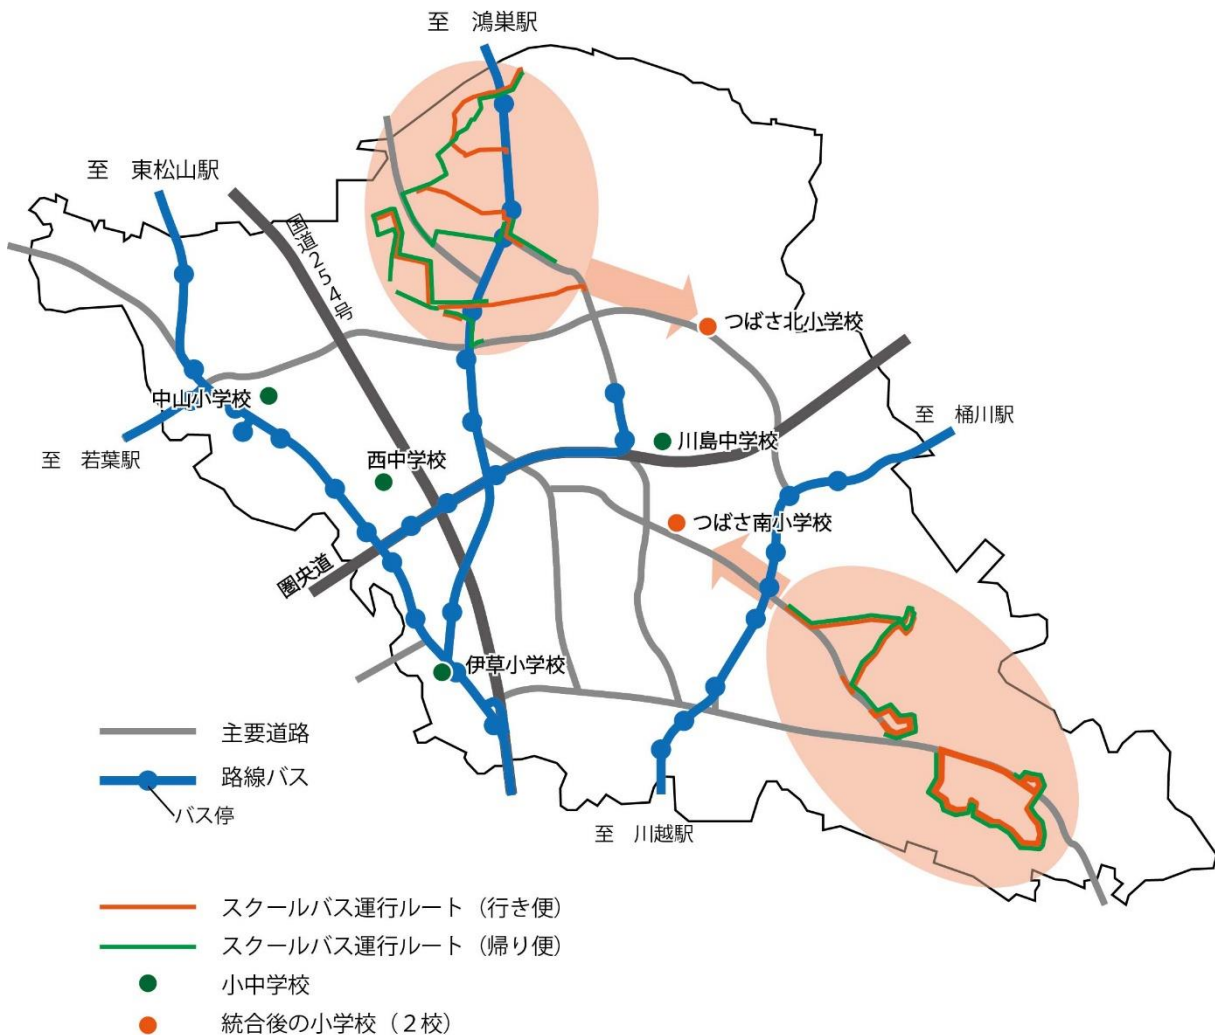 至　鴻巣駅
至　東松山駅
国道２５４号
つばさ北小学校
中山小学校
至　桶川駅
至　若葉駅
川島中学校
西中学校
つばさ南小学校
圏央道
伊草小学校
主要道路
路線バス
バス停
至　川越駅
スクールバス運行ルート（行き便）
スクールバス運行ルート（帰り便）
小中学校
統合後の小学校（２校）